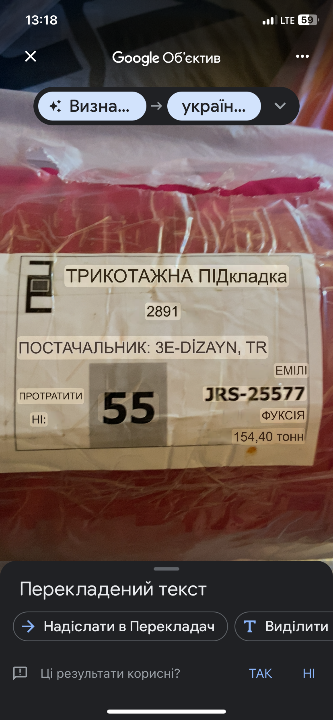 13:18
LTE 59
Google Об'єктив
Визна...
україн...
ТРИКОТАЖНА ПІДкладка
2891
ПОСТАЧАЛЬНИК: 3E-DİZAYN, TR
ЕМІЛІ
ПРОТРАТИТИ
НІ:
55
JRS-25577
ФУКСІЯ
154,40 тонн
Перекладений текст
Надіслати в Перекладач
Виділити
Ці результати корисні?
ТАК
НІ